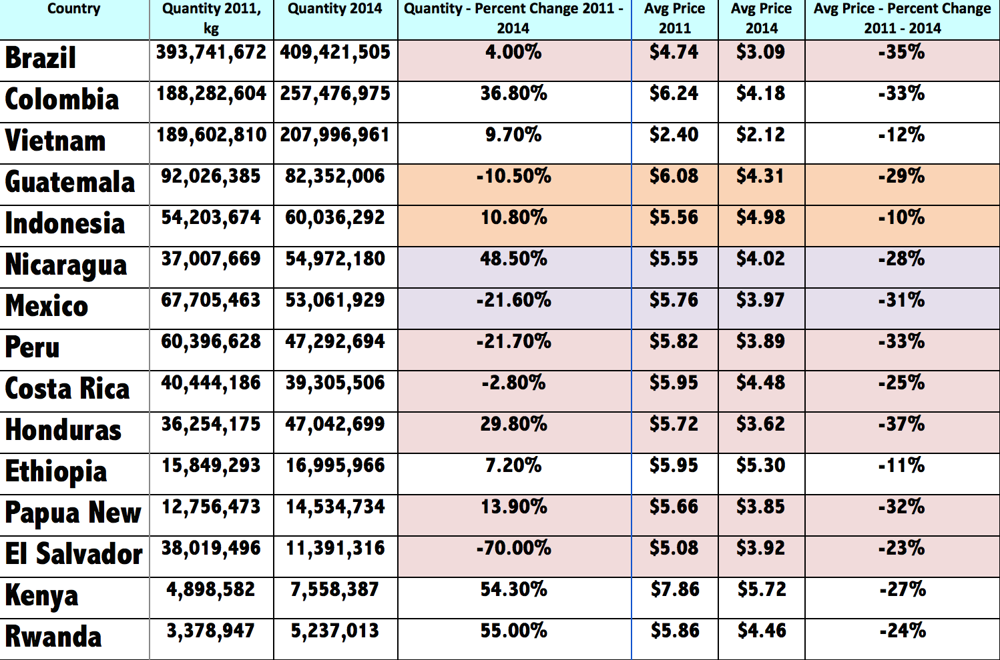 Country Quantity 2011, kg Quantity 2014 Quantity - Percent Change 2011 - 2014 Avg Price 2011 Avg Price 2014 Avg Price - Percent Change 2011 - 2014
Brazil 393,741,672 409,421,505 4.00% $4.74 $3.09 -35%
Colombia 188,282,604 257,476,975 36.80% $6.24 $4.18 -33%
Vietnam 189,602,810 207,996,961 9.70% $2.40 $2.12 -12%
Guatemala 92,026,385 82,352,006 -10.50% $6.08 $4.31 -29%
Indonesia 54,203,674 60,036,292 10.80% $5.56 $4.98 -10%
Nicaragua 37,007,669 54,972,180 48.50% $5.55 $4.02 -28%
Mexico 67,705,463 53,061,929 -21.60% $5.76 $3.97 -31%
Peru 60,396,628 47,292,694 -21.70% $5.82 $3.89 -33%
Costa Rica 40,444,186 39,305,506 -2.80% $5.95 $4.48 -25%
Honduras 36,254,175 47,042,699 29.80% $5.72 $3.62 -37%
Ethiopia 15,849,293 16,995,966 7.20% $5.95 $5.30 -11%
Papua New 12,756,473 14,534,734 13.90% $5.66 $3.85 -32%
El Salvador 38,019,496 11,391,316 -70.00% $5.08 $3.92 -23%
Kenya 4,898,582 7,558,387 54.30% $7.86 $5.72 -27%
Rwanda 3,378,947 5,237,013 55.00% $5.86 $4.46 -24%